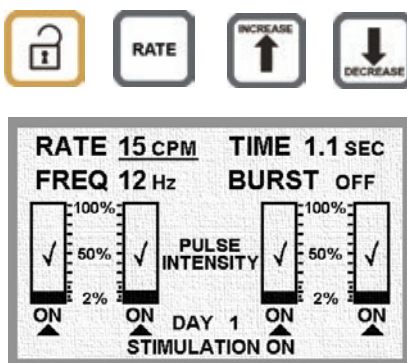 RATE
INCREASE
DECREASE
RATE 15 CPM TIME 1.1 SEC
FREQ 12 Hz BURST OFF
100% 100%
50% PULSE INTENSITY 50%
2% 2%
ON ON ON ON
DAY 1
STIMULATION ON